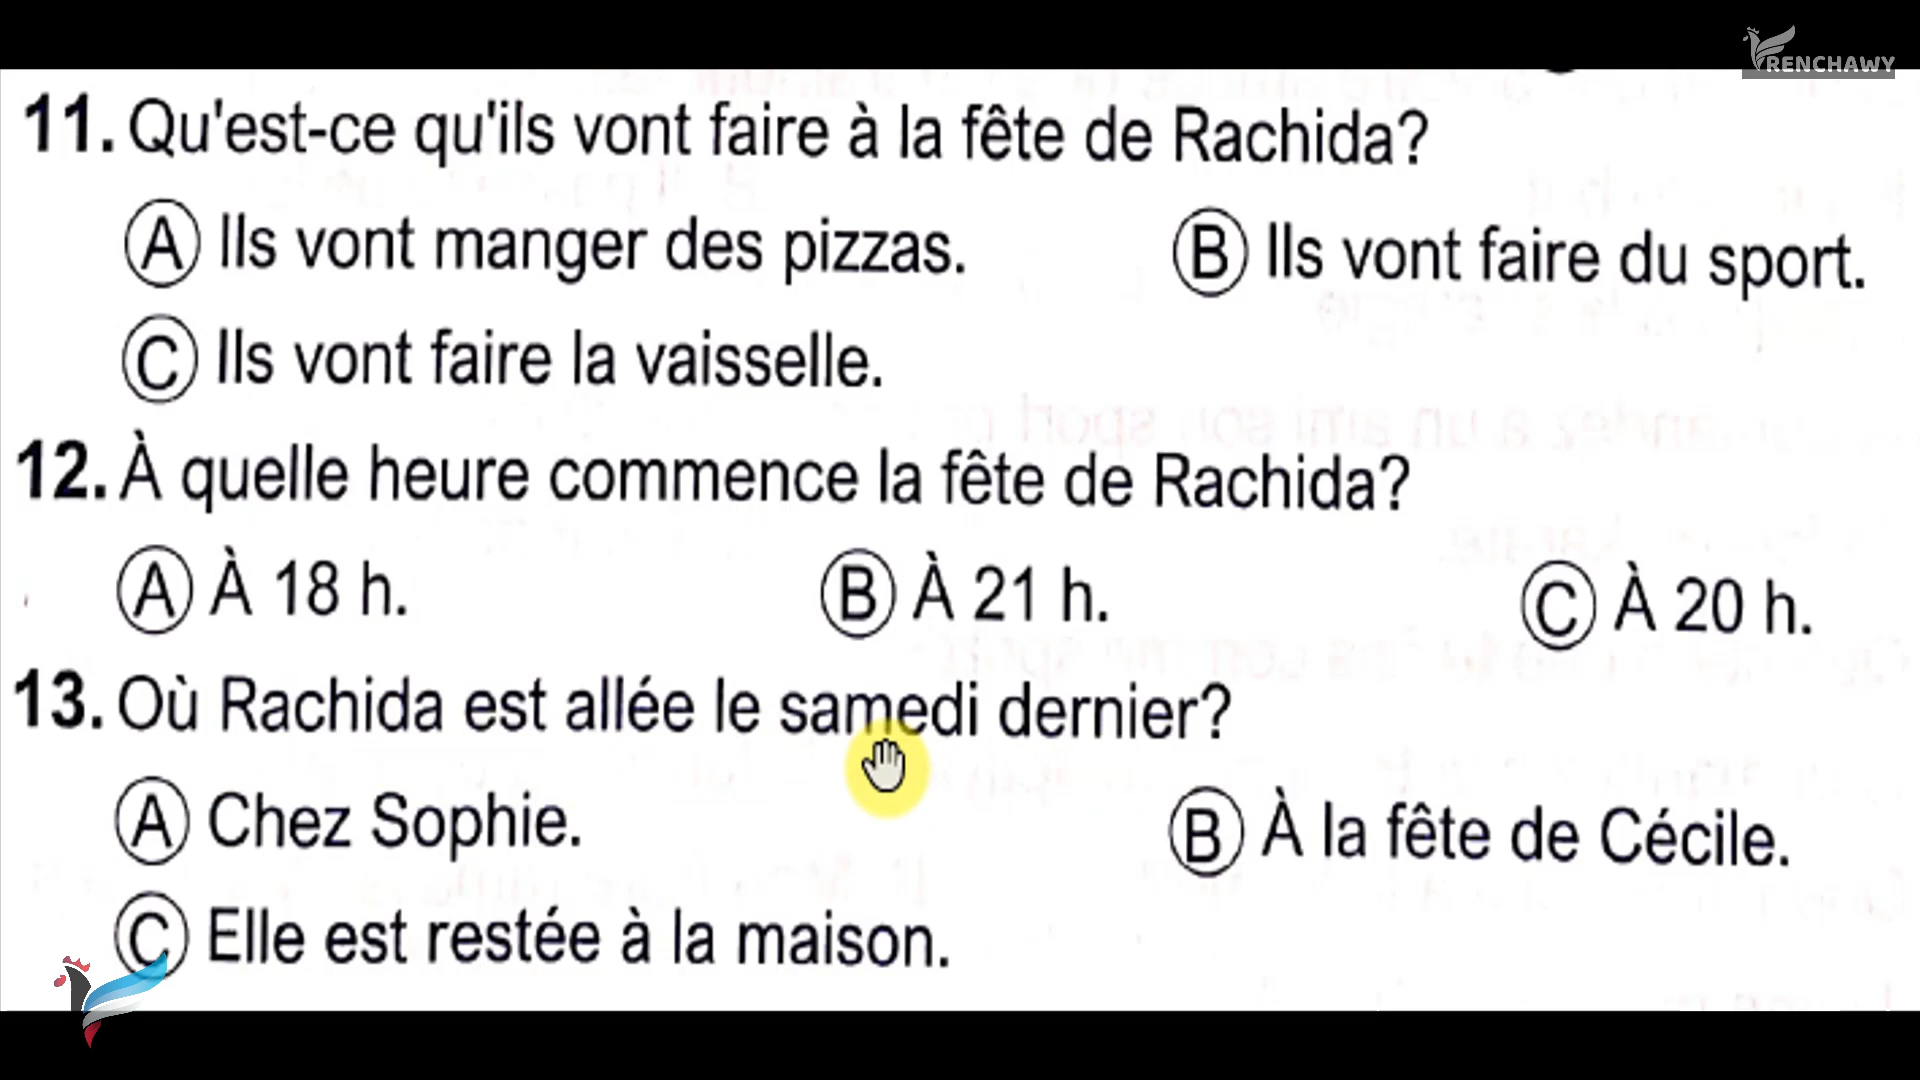 RENCHAWY
11. Qu'est-ce qu'ils vont faire à la fête de Rachida?
A Ils vont manger des pizzas. B Ils vont faire du sport.
C Ils vont faire la vaisselle.
12. À quelle heure commence la fête de Rachida?
A À 18 h. B À 21 h. C À 20 h.
13. Où Rachida est allée le samedi dernier?
A Chez Sophie. B À la fête de Cécile.
C Elle est restée à la maison.